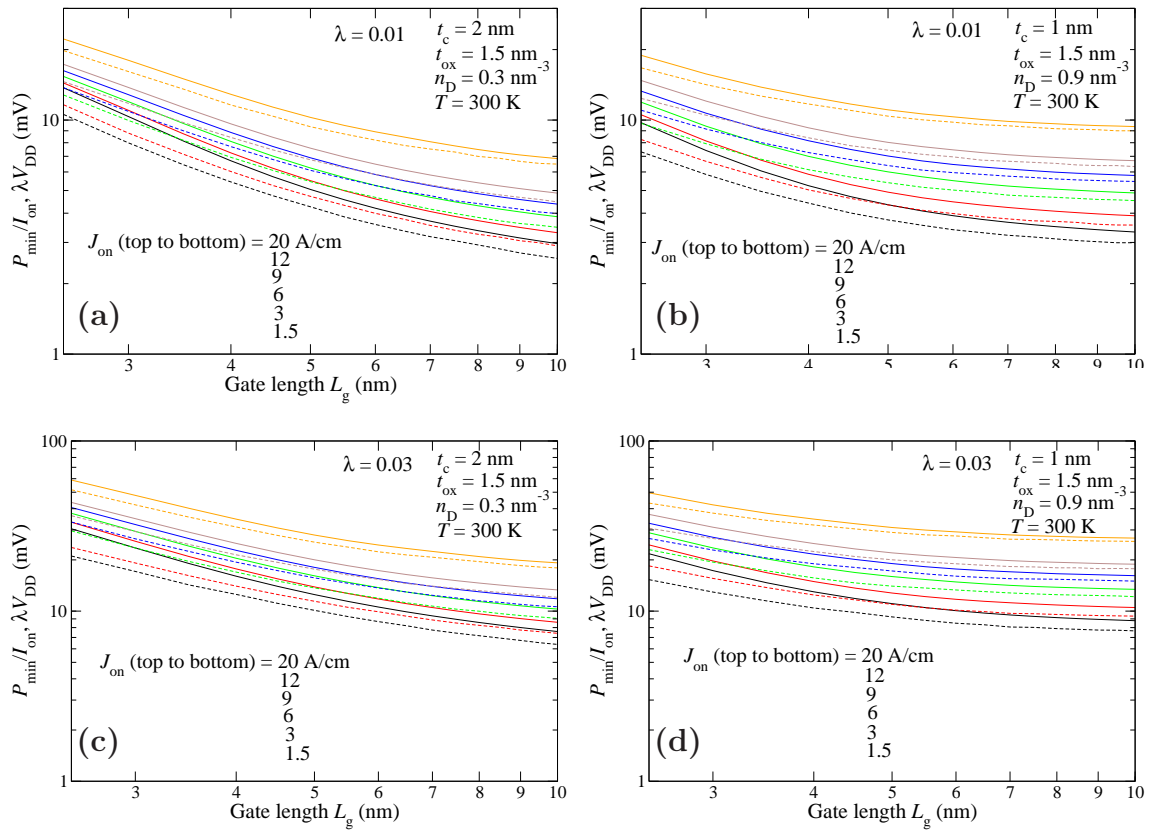 λ = 0.01
t_c = 2 nm
t_ox = 1.5 nm
n_D = 0.3 nm^-3
T = 300 K
P_min/I_on, λV_DD (mV)
10
1
J_on (top to bottom) = 20 A/cm
12
9
6
3
1.5
(a)
3 4 5 6 7 8 9 10
Gate length L_g (nm)
λ = 0.01
t_c = 1 nm
t_ox = 1.5 nm
n_D = 0.9 nm^-3
T = 300 K
P_min/I_on, λV_DD (mV)
10
1
J_on (top to bottom) = 20 A/cm
12
9
6
3
1.5
(b)
3 4 5 6 7 8 9 10
Gate length L_g (nm)
λ = 0.03
t_c = 2 nm
t_ox = 1.5 nm
n_D = 0.3 nm^-3
T = 300 K
P_min/I_on, λV_DD (mV)
100
10
1
J_on (top to bottom) = 20 A/cm
12
9
6
3
1.5
(c)
3 4 5 6 7 8 9 10
Gate length L_g (nm)
λ = 0.03
t_c = 1 nm
t_ox = 1.5 nm
n_D = 0.9 nm^-3
T = 300 K
P_min/I_on, λV_DD (mV)
100
10
1
J_on (top to bottom) = 20 A/cm
12
9
6
3
1.5
(d)
3 4 5 6 7 8 9 10
Gate length L_g (nm)